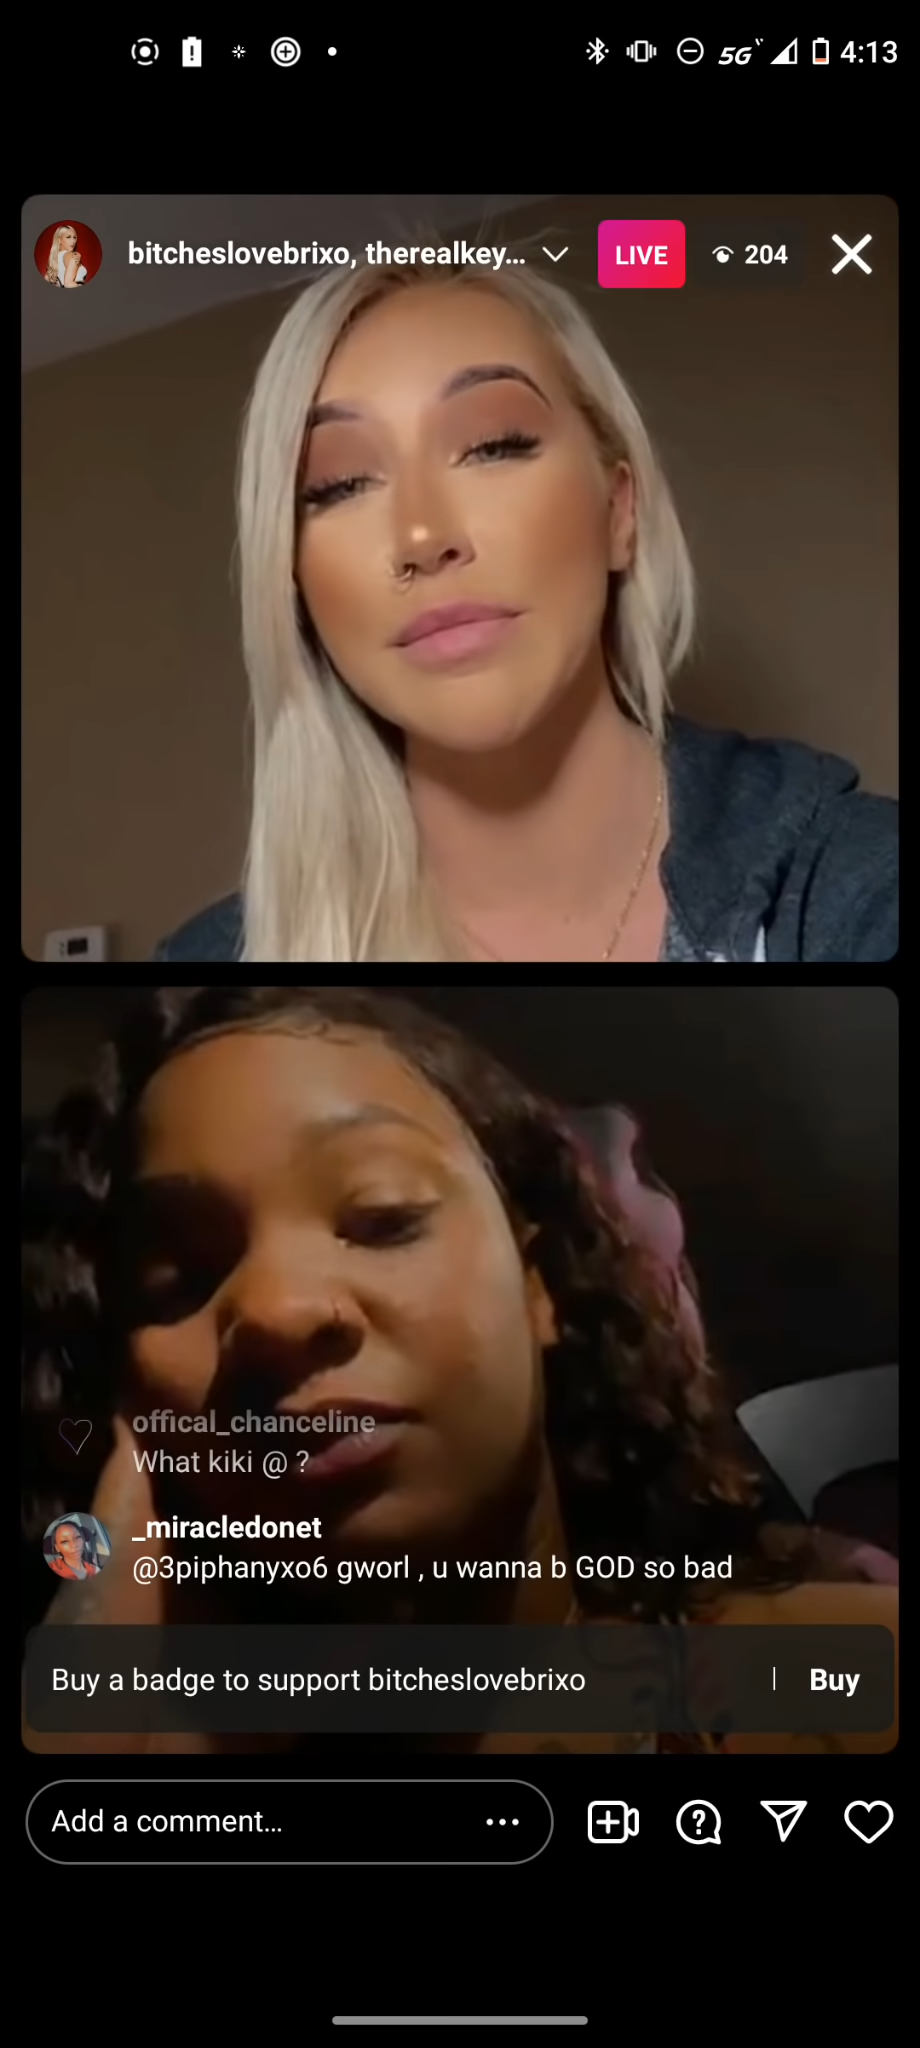 5G 4:13
bitcheslovebrixo, therealkey... LIVE 204
offical_chanceline
What kiki @ ?
_miracledonet
@3piphanyxo6 gworl , u wanna b GOD so bad
Buy a badge to support bitcheslovebrixo | Buy
Add a comment...